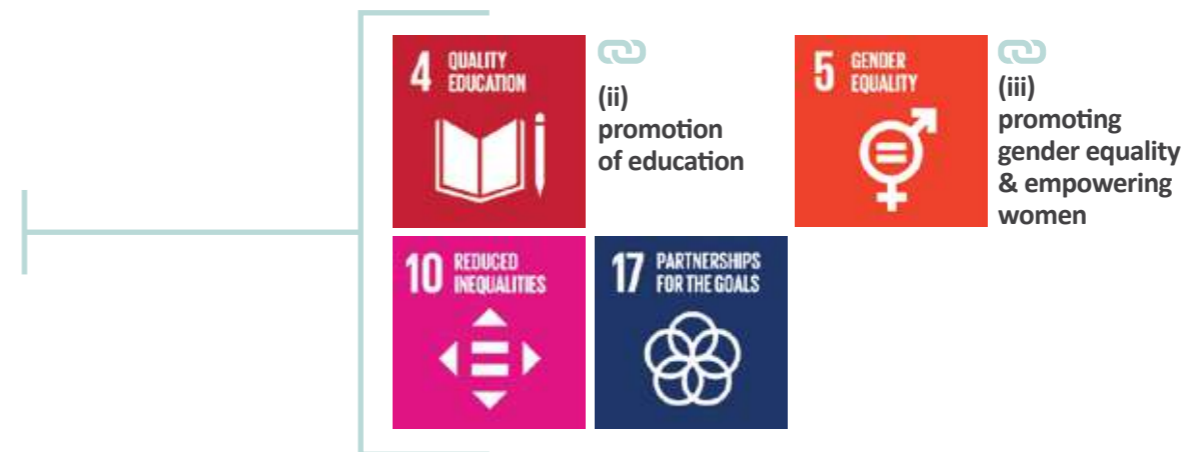 4 QUALITY
EDUCATION
(ii)
promotion
of education
5 GENDER
EQUALITY
(iii)
promoting
gender equality
& empowering
women
10 REDUCED
INEQUALITIES
17 PARTNERSHIPS
FOR THE GOALS